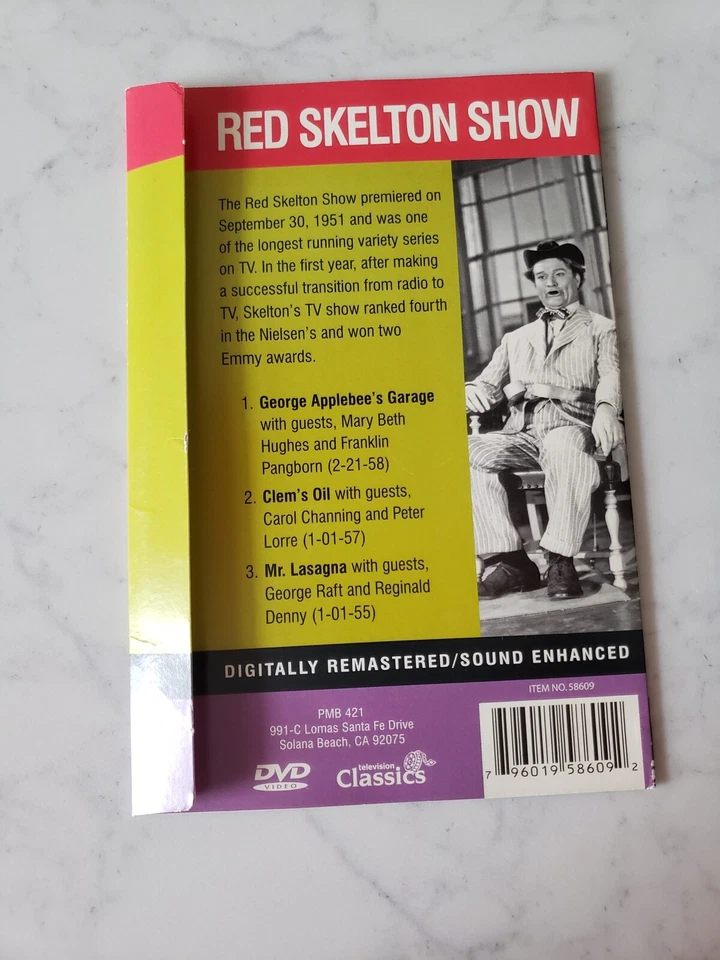 RED SKELTON SHOW
The Red Skelton Show premiered on
September 30, 1951 and was one
of the longest running variety series
on TV. In the first year, after making
a successful transition from radio to
TV, Skelton's TV show ranked fourth
in the Nielsen's and won two
Emmy awards.
1. George Applebee's Garage
with guests, Mary Beth
Hughes and Franklin
Pangborn (2-21-58)
2. Clem's Oil with guests,
Carol Channing and Peter
Lorre (1-01-57)
3. Mr. Lasagna with guests,
George Raft and Reginald
Denny (1-01-55)
DIGITALLY REMASTERED/SOUND ENHANCED
ITEM NO. 58609
PMB 421
991-C Lomas Santa Fe Drive
Solana Beach, CA 92075
DVD
VIDEO
television
Classics
7 96019 58609 2